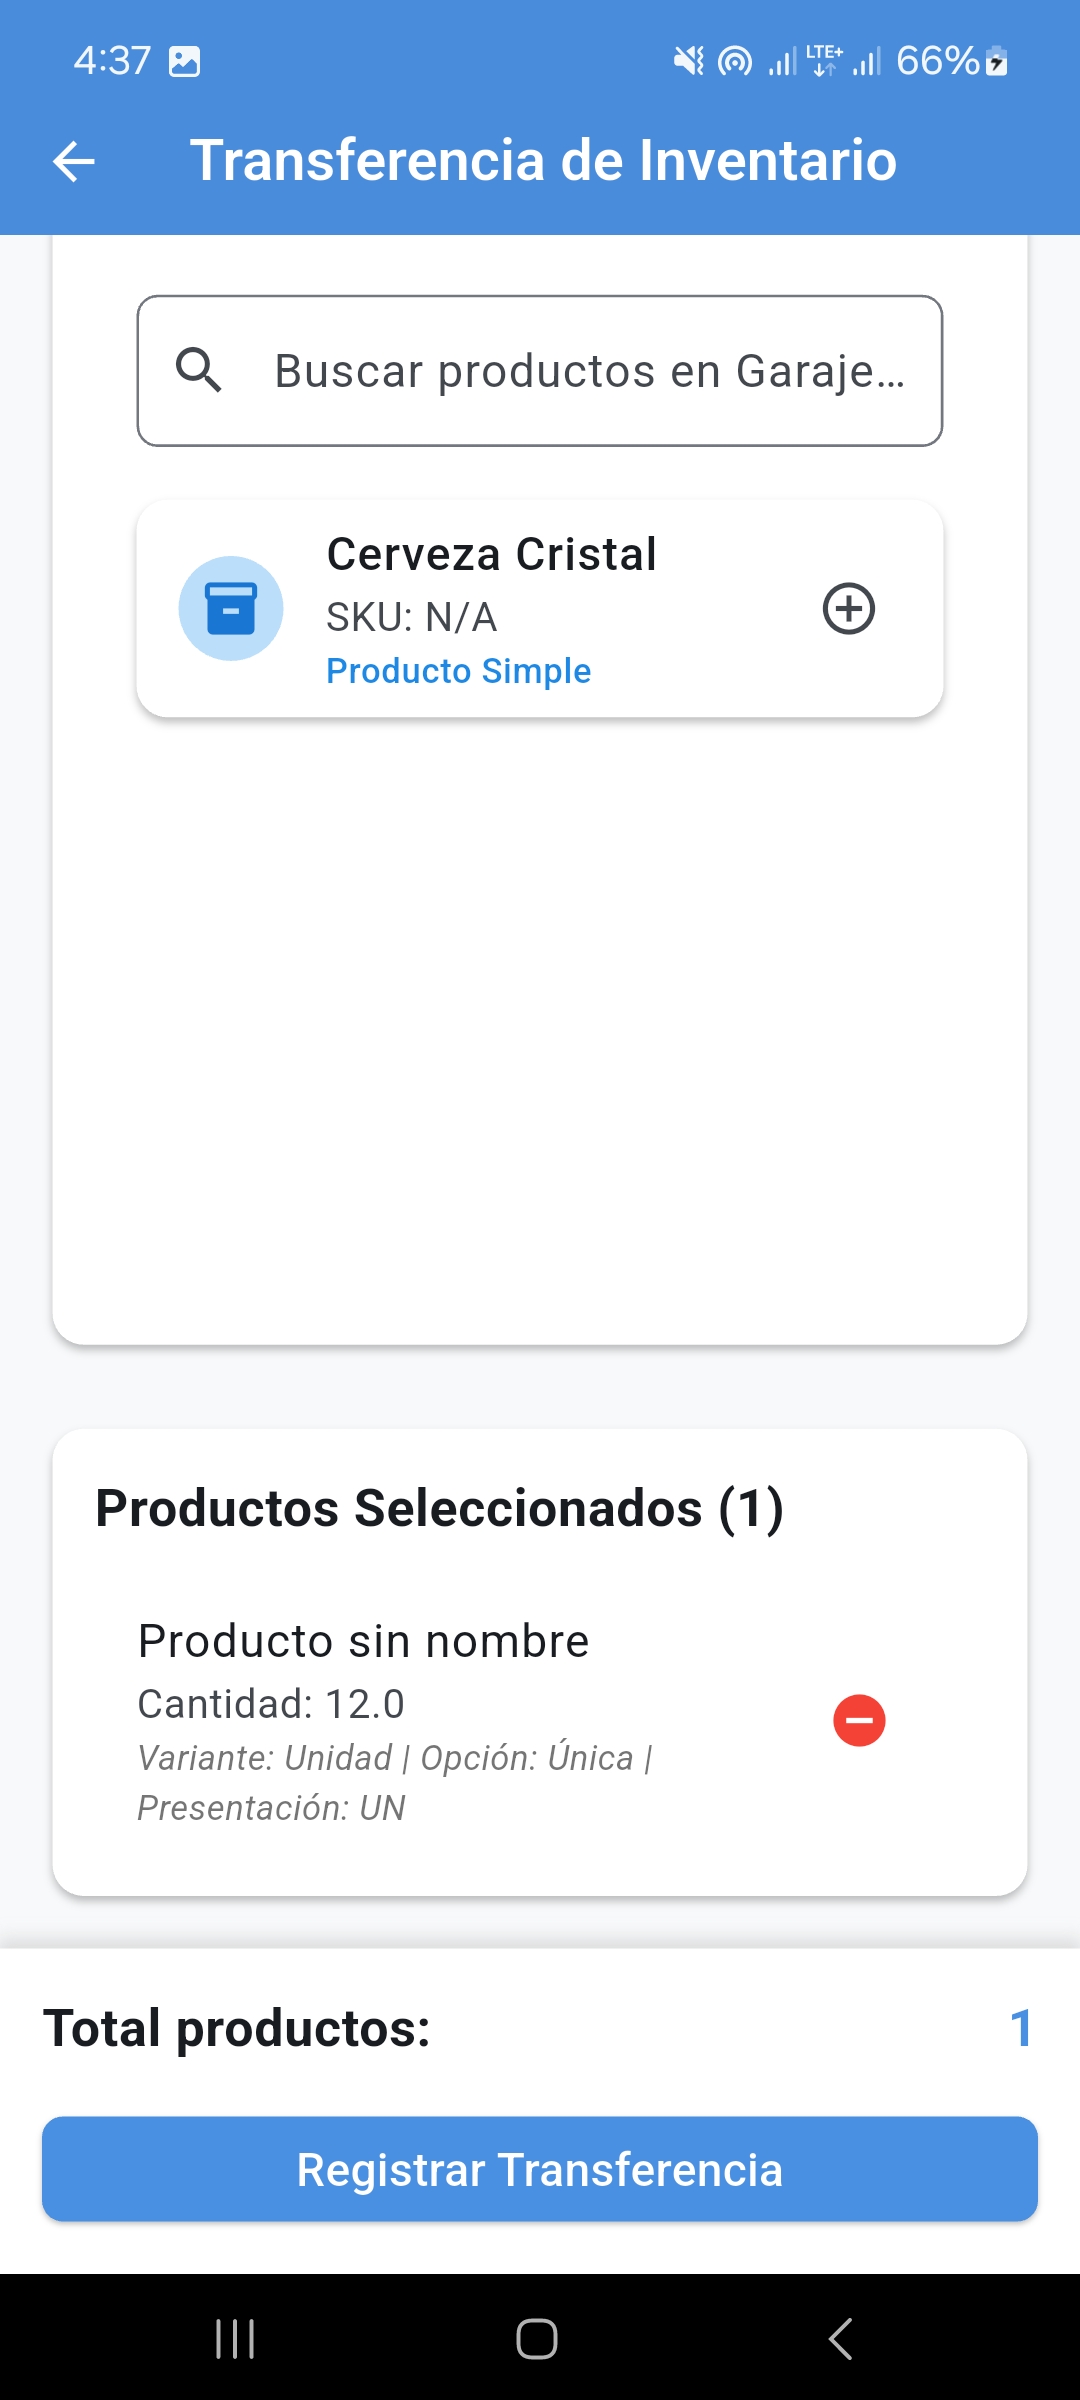 4:37
LTE+
66%
Transferencia de Inventario
Buscar productos en Garaje...
Cerveza Cristal
SKU: N/A
Producto Simple
Productos Seleccionados (1)
Producto sin nombre
Cantidad: 12.0
Variante: Unidad | Opción: Única |
Presentación: UN
Total productos: 1
Registrar Transferencia